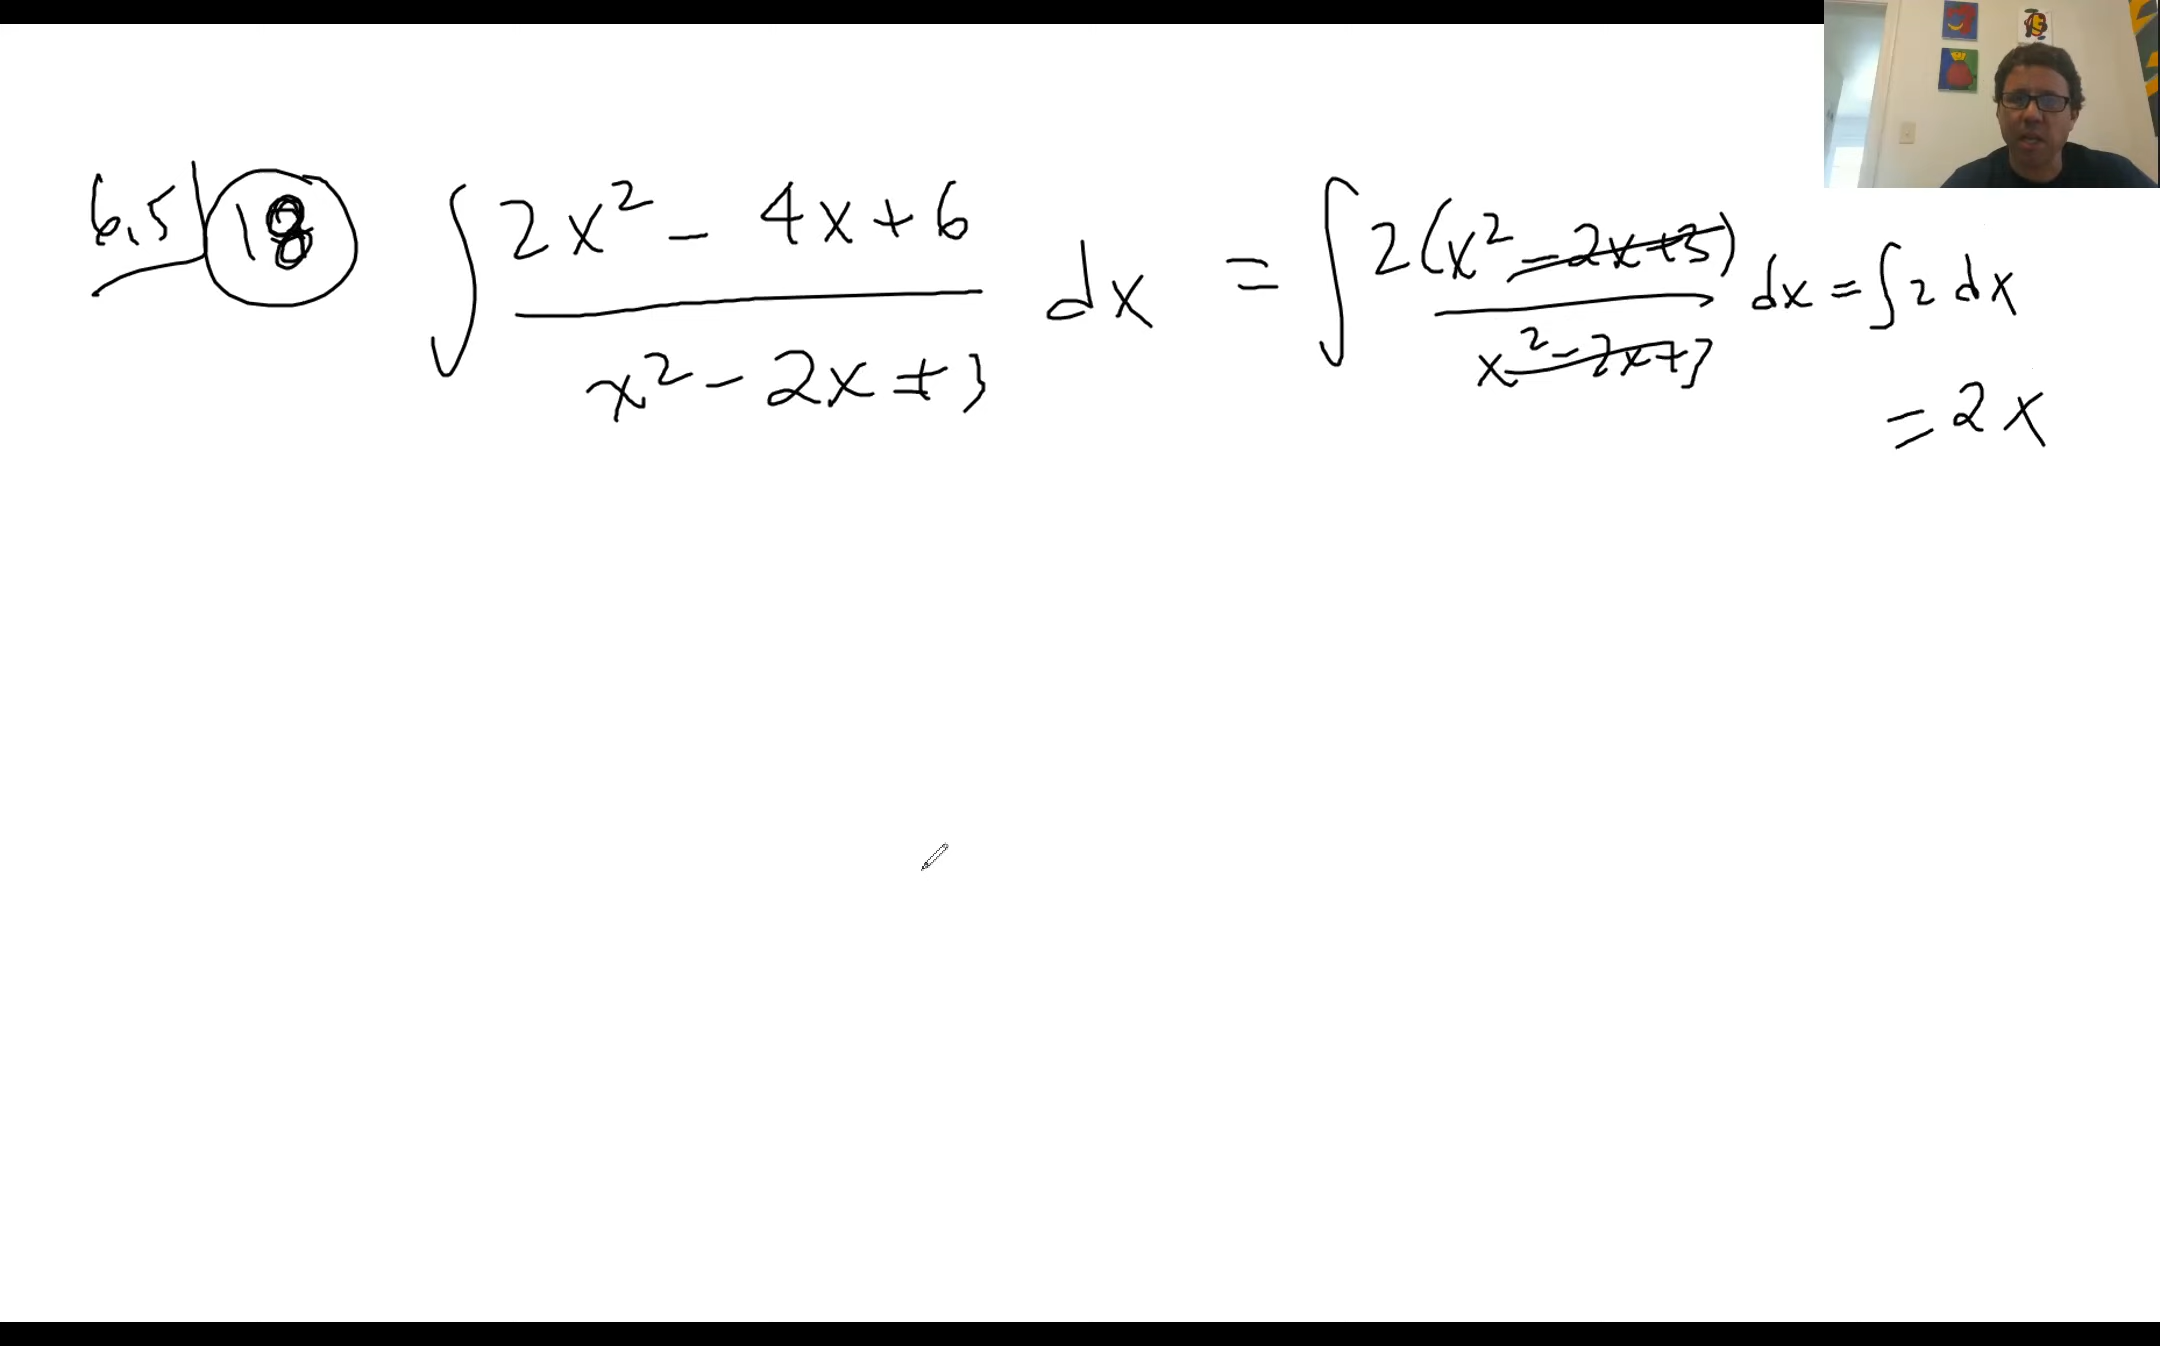 6.5 18 ∫ (2x² - 4x + 6)/(x² - 2x + 3) dx = ∫ 2(x² - 2x + 3)/(x² - 2x + 3) dx = ∫ 2 dx
= 2x